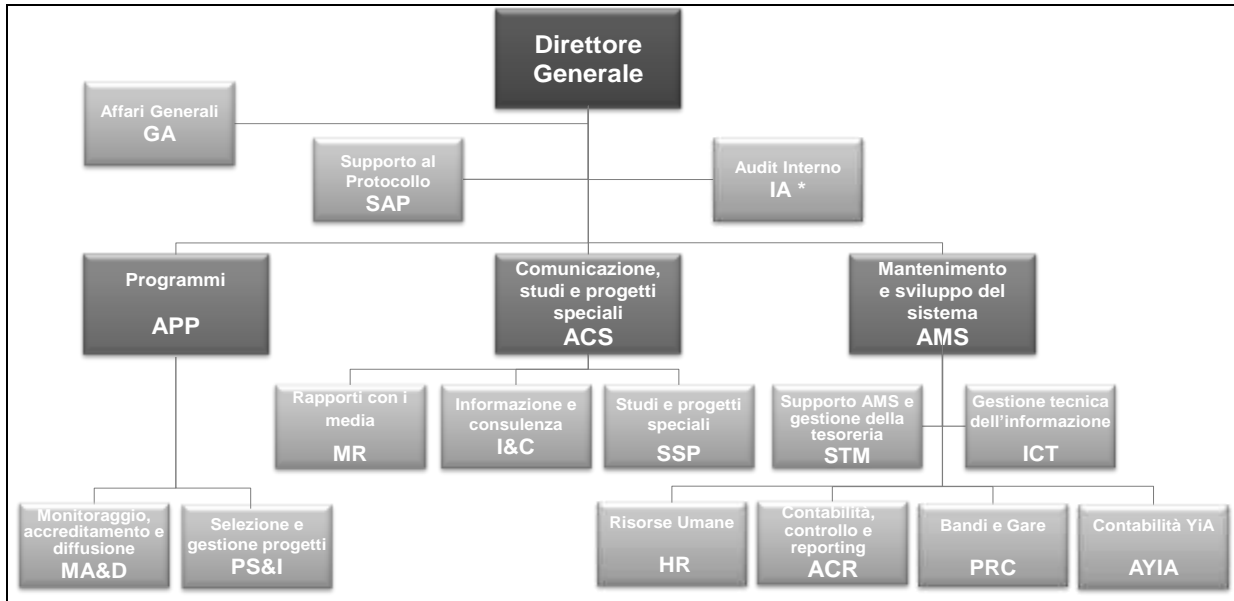 Direttore
Generale
Affari Generali
GA
Supporto al
Protocollo
SAP
Audit Interno
IA *
Programmi
APP
Comunicazione,
studi e progetti
speciali
ACS
Mantenimento
e sviluppo del
sistema
AMS
Rapporti con i
media
MR
Informazione e
consulenza
I&C
Studi e progetti
speciali
SSP
Supporto AMS e
gestione della
tesoreria
STM
Gestione tecnica
dell'informazione
ICT
Monitoraggio,
accreditamento e
diffusione
MA&D
Selezione e
gestione progetti
PS&I
Risorse Umane
HR
Contabilità,
controllo e
reporting
ACR
Bandi e Gare
PRC
Contabilità YiA
AYIA